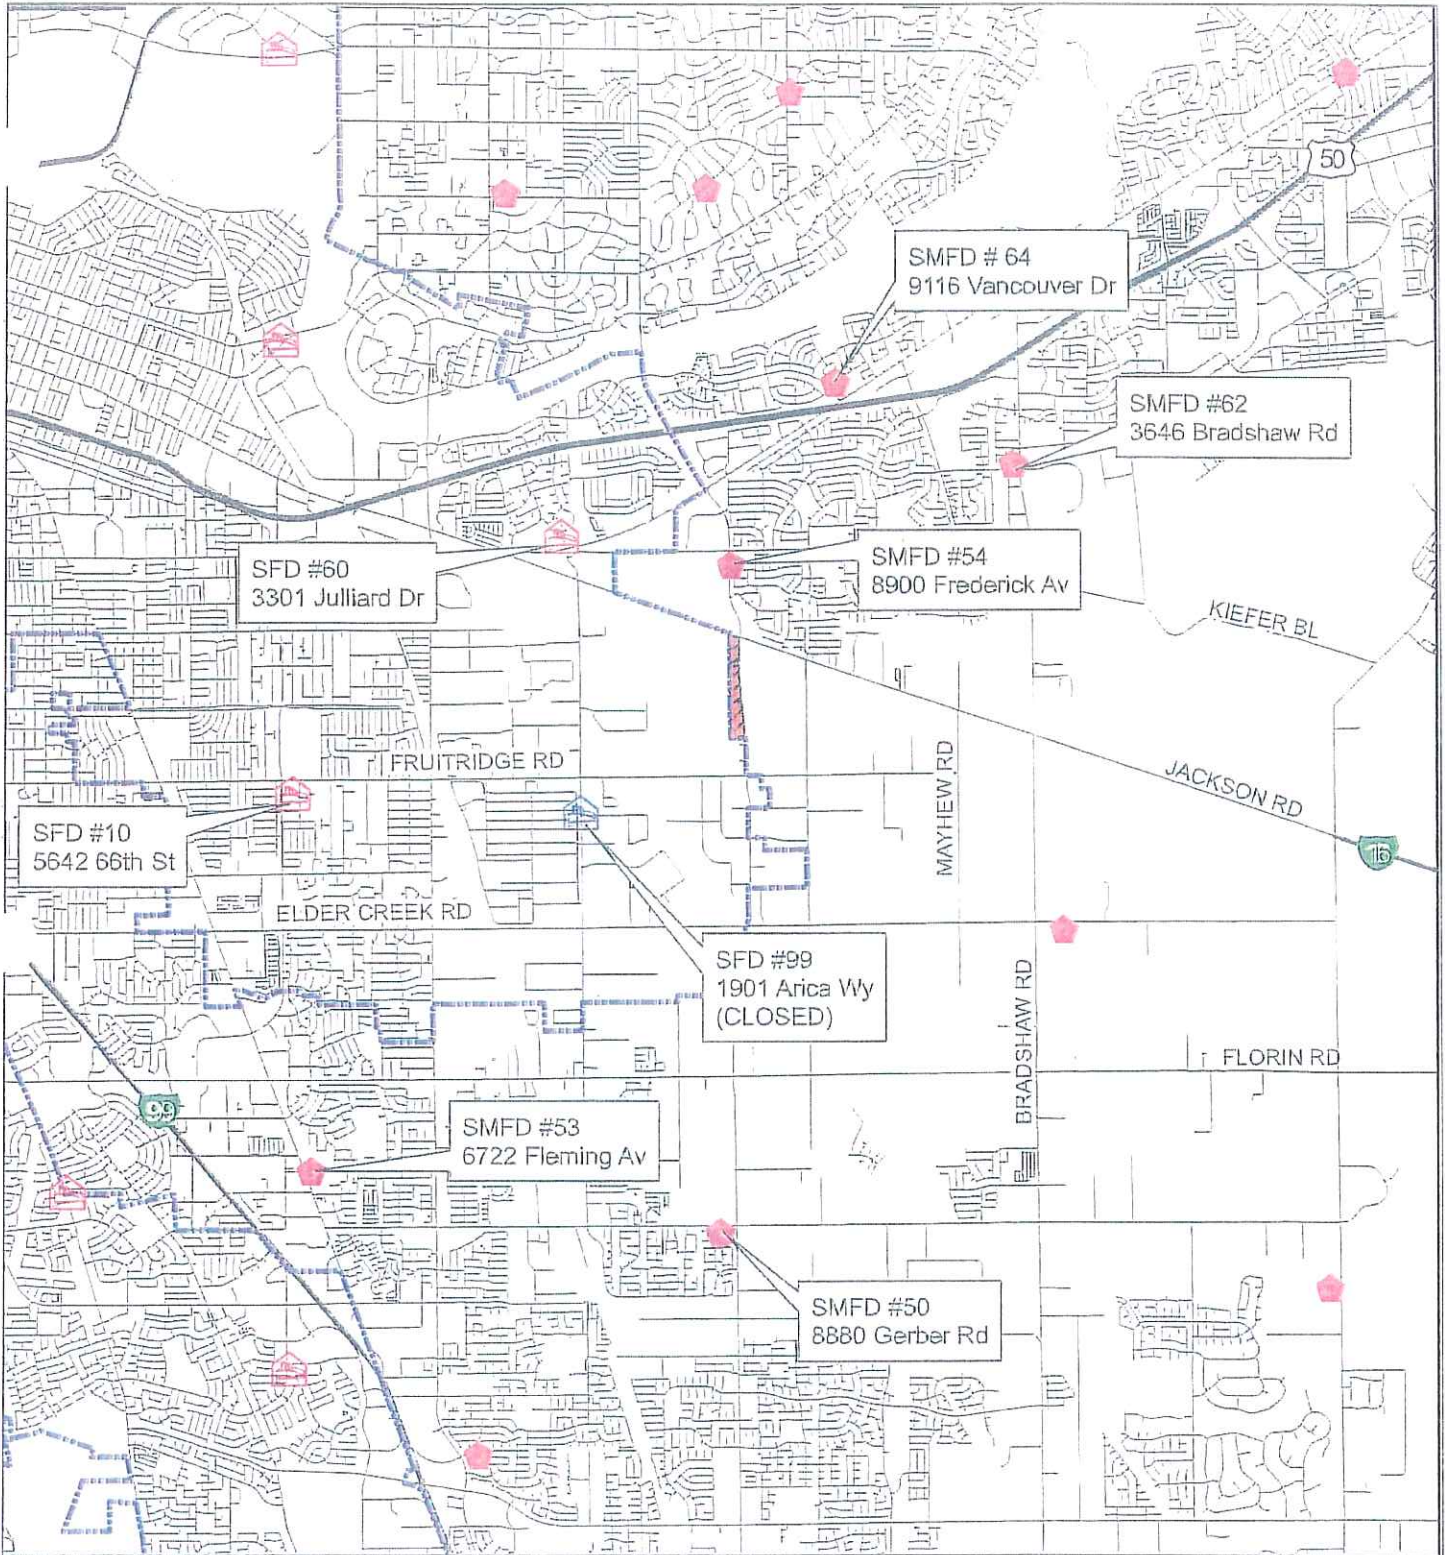 50
SMFD # 64
9116 Vancouver Dr
SMFD #62
3646 Bradshaw Rd
SFD #60
3301 Julliard Dr
SMFD #54
8900 Frederick Av
KIEFER BL
FRUITRIDGE RD
MAYHEW RD
JACKSON RD
16
SFD #10
5642 66th St
ELDER CREEK RD
SFD #99
1901 Arica Wy
(CLOSED)
BRADSHAW RD
FLORIN RD
99
SMFD #53
6722 Fleming Av
SMFD #50
8880 Gerber Rd